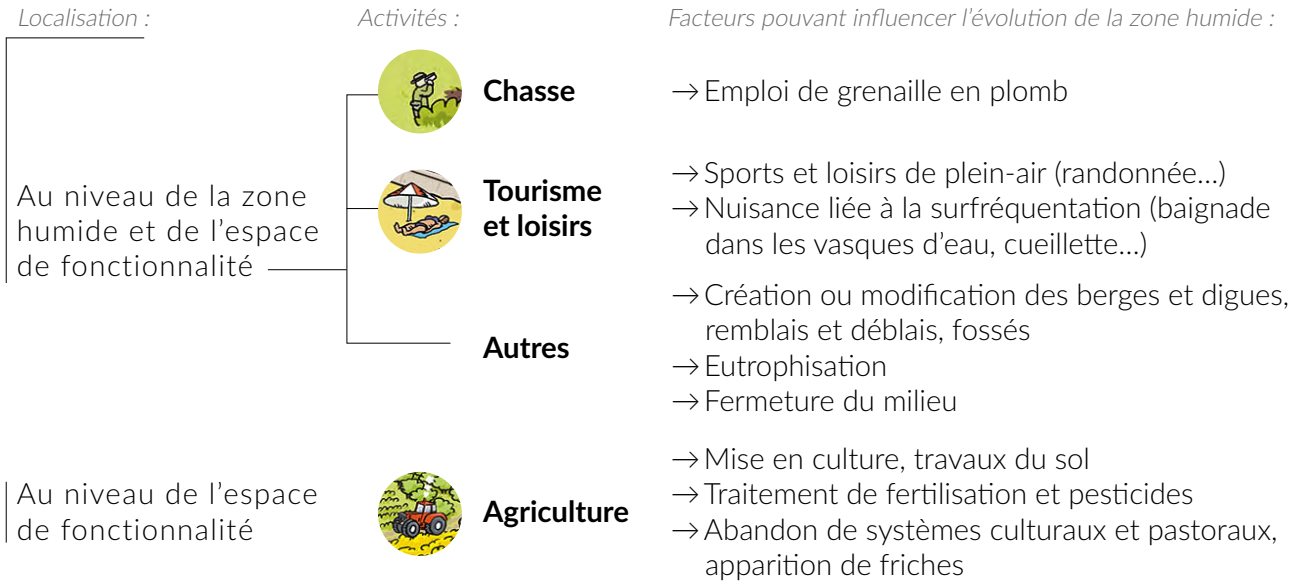 Localisation :
Activités :
Facteurs pouvant influencer l'évolution de la zone humide :
Au niveau de la zone
humide et de l'espace
de fonctionnalité
Chasse
→ Emploi de grenaille en plomb
Tourisme
et loisirs
→ Sports et loisirs de plein-air (randonnée...)
→ Nuisance liée à la surfréquentation (baignade
dans les vasques d'eau, cueillette...)
Autres
→ Création ou modification des berges et digues,
remblais et déblais, fossés
→ Eutrophisation
→ Fermeture du milieu
Au niveau de l'espace
de fonctionnalité
Agriculture
→ Mise en culture, travaux du sol
→ Traitement de fertilisation et pesticides
→ Abandon de systèmes culturaux et pastoraux,
apparition de friches